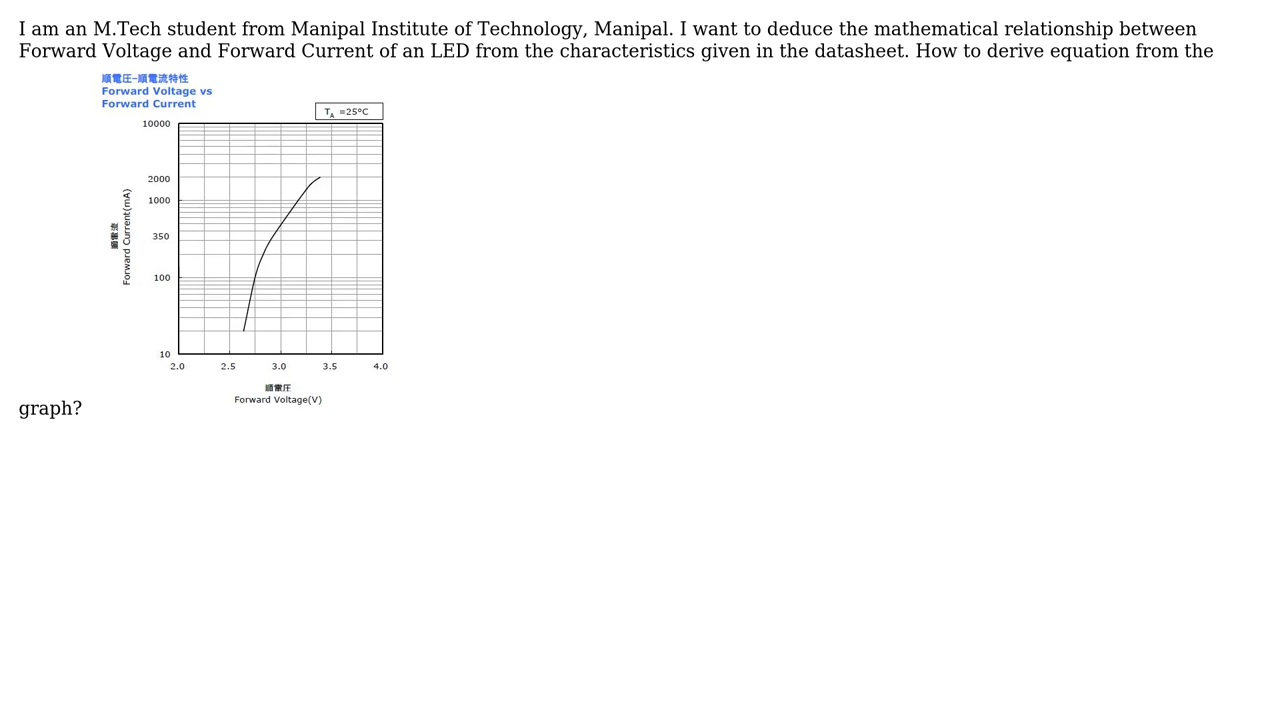 I am an M.Tech student from Manipal Institute of Technology, Manipal. I want to deduce the mathematical relationship between
Forward Voltage and Forward Current of an LED from the characteristics given in the datasheet. How to derive equation from the
順電圧–順電流特性
Forward Voltage vs
Forward Current
TA =25°C
10000
2000
1000
350
100
10
順電流
Forward Current(mA)
2.0 2.5 3.0 3.5 4.0
順電圧
Forward Voltage(V)
graph?